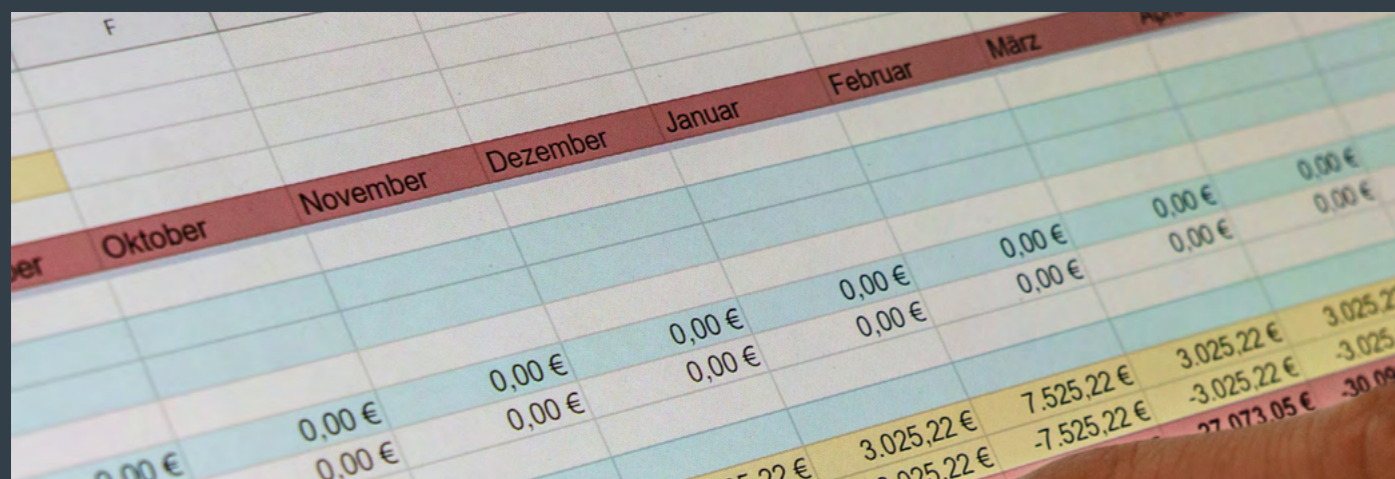 F
Oktober November Dezember Januar Februar März
0,00 € 0,00 € 0,00 € 0,00 € 0,00 € 0,00 € 0,00 €
0,00 € 0,00 € 0,00 € 0,00 € 0,00 € 0,00 €
3.025,22 € 7.525,22 € 3.025,22 €
-7.525,22 € -3.025,22 €